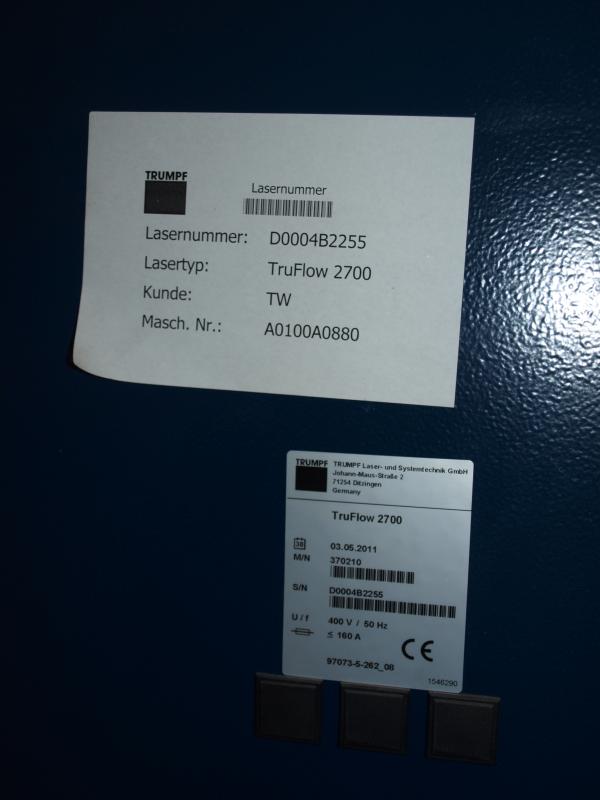 TRUMPF
Lasernummer
Lasernummer: D0004B2255
Lasertyp: TruFlow 2700
Kunde: TW
Masch. Nr.: A0100A0880
TRUMPF TRUMPF Laser- und Systemtechnik GmbH
Johann-Maus-Straße 2
71254 Ditzingen
Germany
TruFlow 2700
38 03.05.2011
M/N 370210
S/N D0004B2255
U / f 400 V / 50 Hz
≤ 160 A
CE
97073-5-262_08
1546290